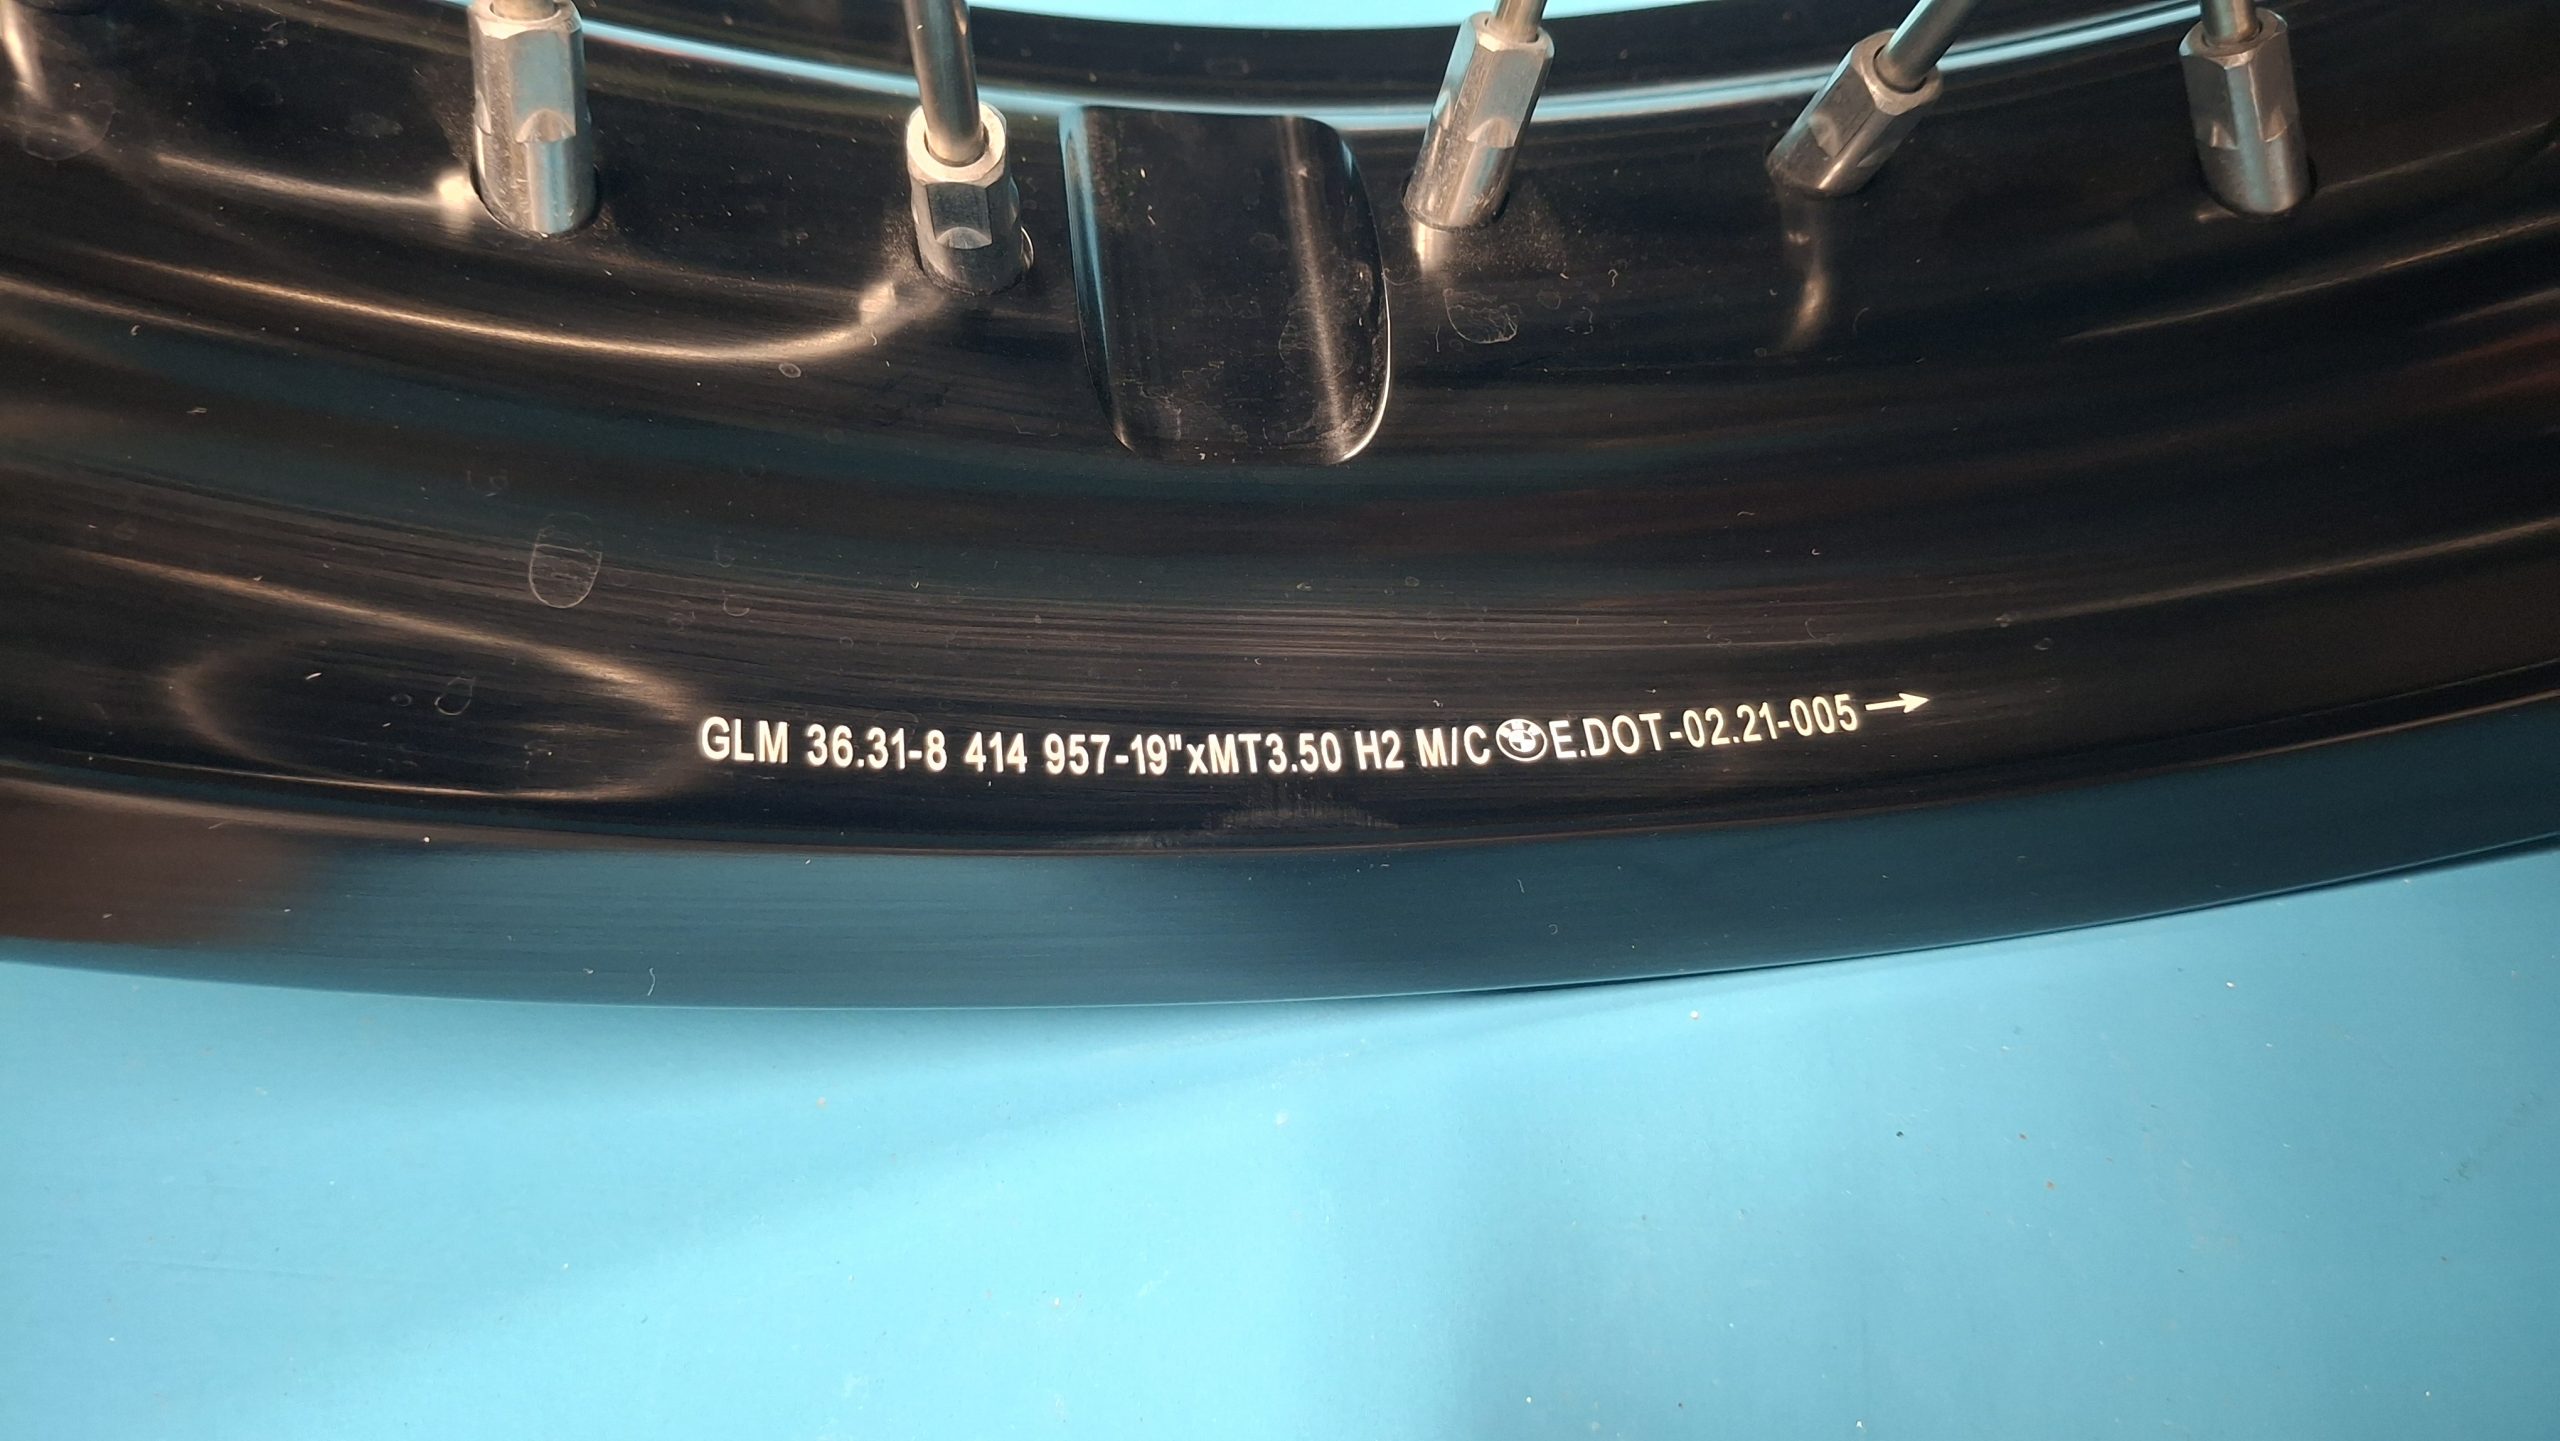 GLM 36.31-8 414 957-19"xMT3.50 H2 M/C E.DOT-02.21-005→